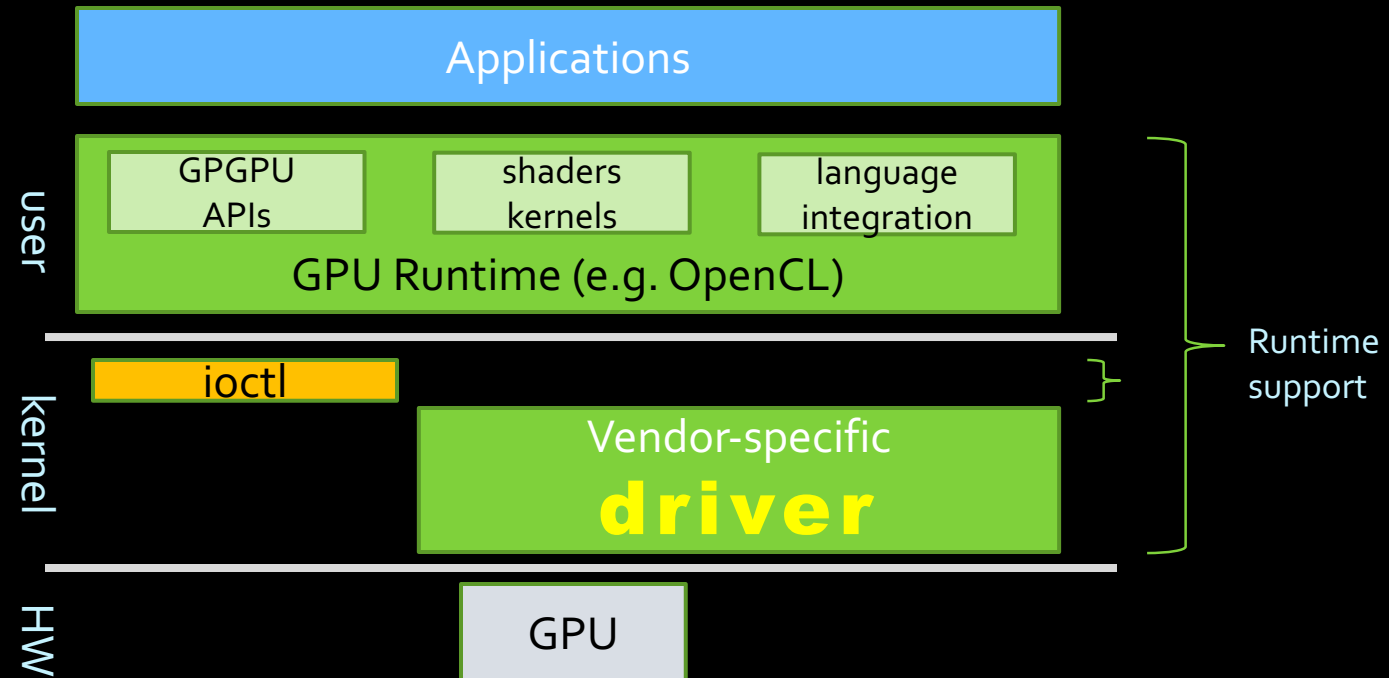 Applications
user
GPGPU
APIs
shaders
kernels
language
integration
GPU Runtime (e.g. OpenCL)
Runtime
support
kernel
ioctl
Vendor-specific
driver
HW
GPU